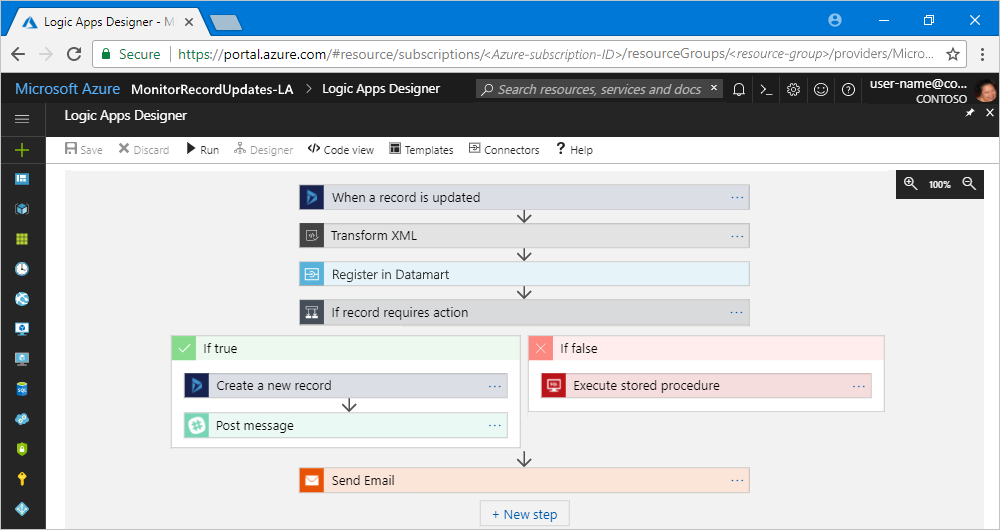 Logic Apps Designer - M
Secure
https://portal.azure.com/#resource/subscriptions/<Azure-subscription-ID>/resourceGroups/<resource-group>/providers/Micro...
Microsoft Azure MonitorRecordUpdates-LA > Logic Apps Designer
Search resources, services and docs
user-name@co...
CONTOSO
Logic Apps Designer
Save Discard Run Designer Code view Templates Connectors Help
100%
When a record is updated
Transform XML
Register in Datamart
If record requires action
If true
If false
Create a new record
Execute stored procedure
Post message
Send Email
+ New step